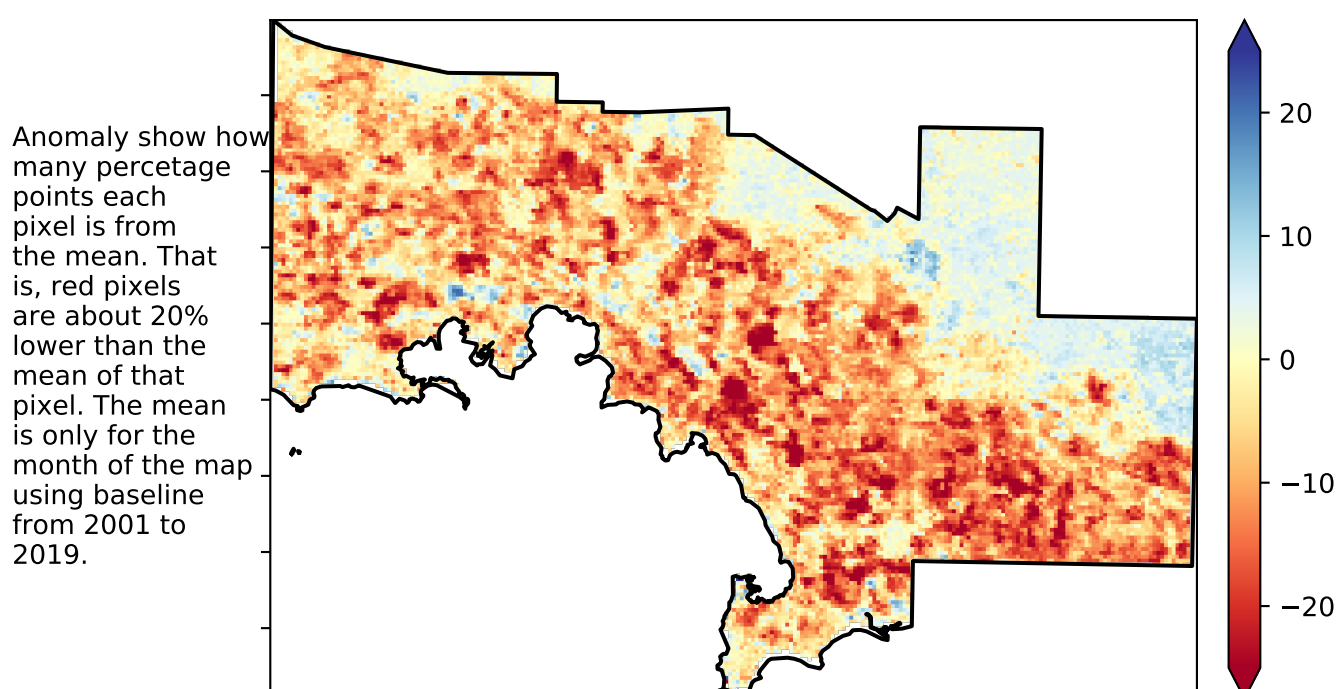 Anomaly show how
many percetage
points each
pixel is from
the mean. That
is, red pixels
are about 20%
lower than the
mean of that
pixel. The mean
is only for the
month of the map
using baseline
from 2001 to
2019.
20
10
0
−10
−20